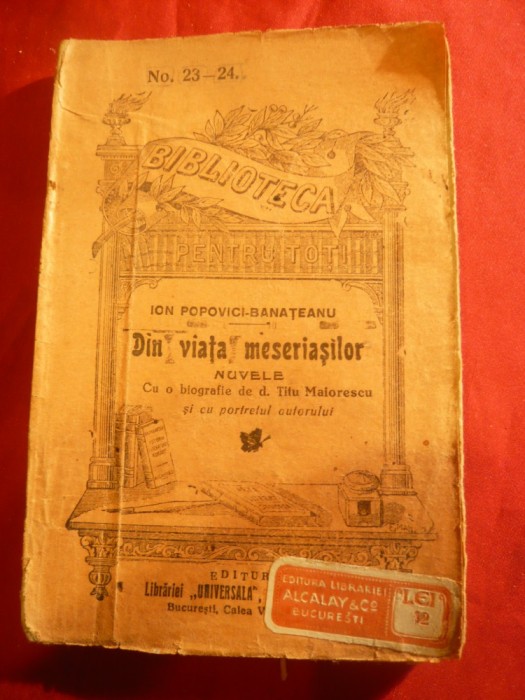 No. 23—24.
BIBLIOTECA
PENTRU TOTI
ION POPOVICI-BANAȚEANU
Din viața meseriașilor
NUVELE
Cu o biografie de d. Titu Maiorescu
și cu portretul autorului
EDITUR
Librăriei „UNIVERSALA",
București, Calea V
EDITURA LIBRARIEI
ALCALAY & Co
BUCUREȘTI
LEI
12